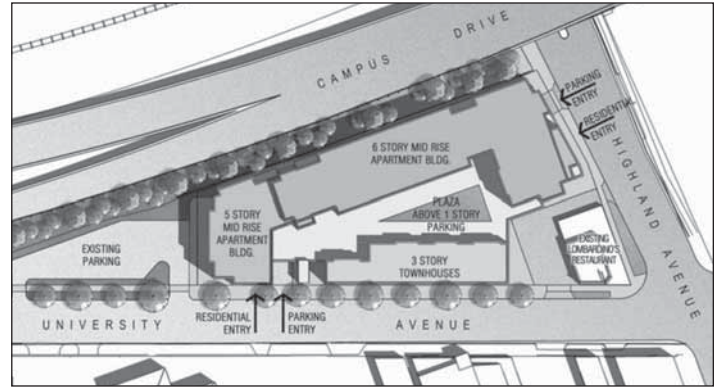 CAMPUS DRIVE
PARKING
ENTRY
RESIDENTIAL
ENTRY
HIGHLAND AVENUE
6 STORY MID RISE
APARTMENT BLDG.
PLAZA
ABOVE 1 STORY
PARKING
5 STORY
MID RISE
APARTMENT
BLDG.
EXISTING
PARKING
3 STORY
TOWNHOUSES
EXISTING
LOMBARDINO'S
RESTAURANT
UNIVERSITY AVENUE
RESIDENTIAL
ENTRY
PARKING
ENTRY